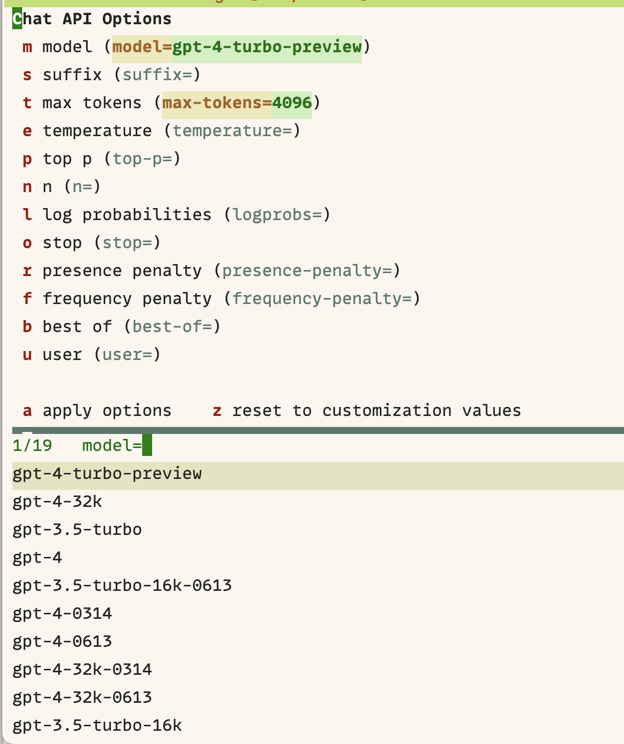 Chat API Options
m model (model=gpt-4-turbo-preview)
s suffix (suffix=)
t max tokens (max-tokens=4096)
e temperature (temperature=)
p top p (top-p=)
n n (n=)
l log probabilities (logprobs=)
o stop (stop=)
r presence penalty (presence-penalty=)
f frequency penalty (frequency-penalty=)
b best of (best-of=)
u user (user=)
a apply options    z reset to customization values
1/19   model=
gpt-4-turbo-preview
gpt-4-32k
gpt-3.5-turbo
gpt-4
gpt-3.5-turbo-16k-0613
gpt-4-0314
gpt-4-0613
gpt-4-32k-0314
gpt-4-32k-0613
gpt-3.5-turbo-16k